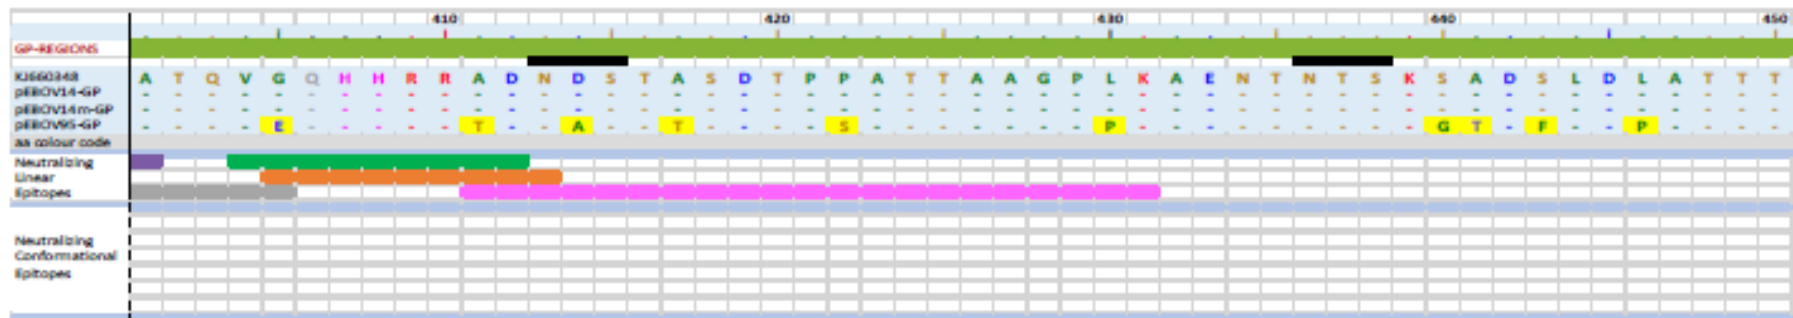 410 420 430 440 450
GP-REGIONS
KJ660348 A T Q V G Q H H R R A D N D S T A S D T P P A T T A A G P L K A E N T N T S K S A D S L D L A T T T
pEBOV14-GP - - - - - - - - - - - - - - - - - - - - - - - - - - - - - - - - - - - - - - - - - - - - - - - - - -
pEBOV14m-GP - - - - - - - - - - - - - - - - - - - - - - - - - - - - - - - - - - - - - - - - - - - - - - - - - -
pEBOV95-GP - - - - E - - - - - T - - A - - T - - - - S - - - - - - - P - - - - - - - - - G T - F - - P - - - -
aa colour code
Neutralizing
Linear
Epitopes
Neutralizing
Conformational
Epitopes